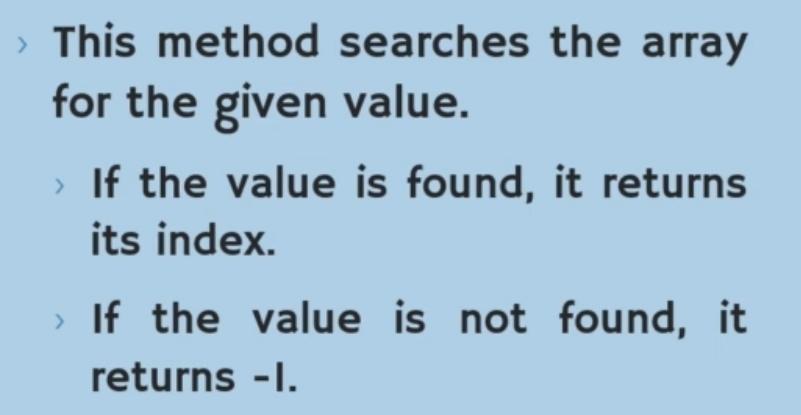 › This method searches the array
for the given value.
› If the value is found, it returns
its index.
› If the value is not found, it
returns -1.